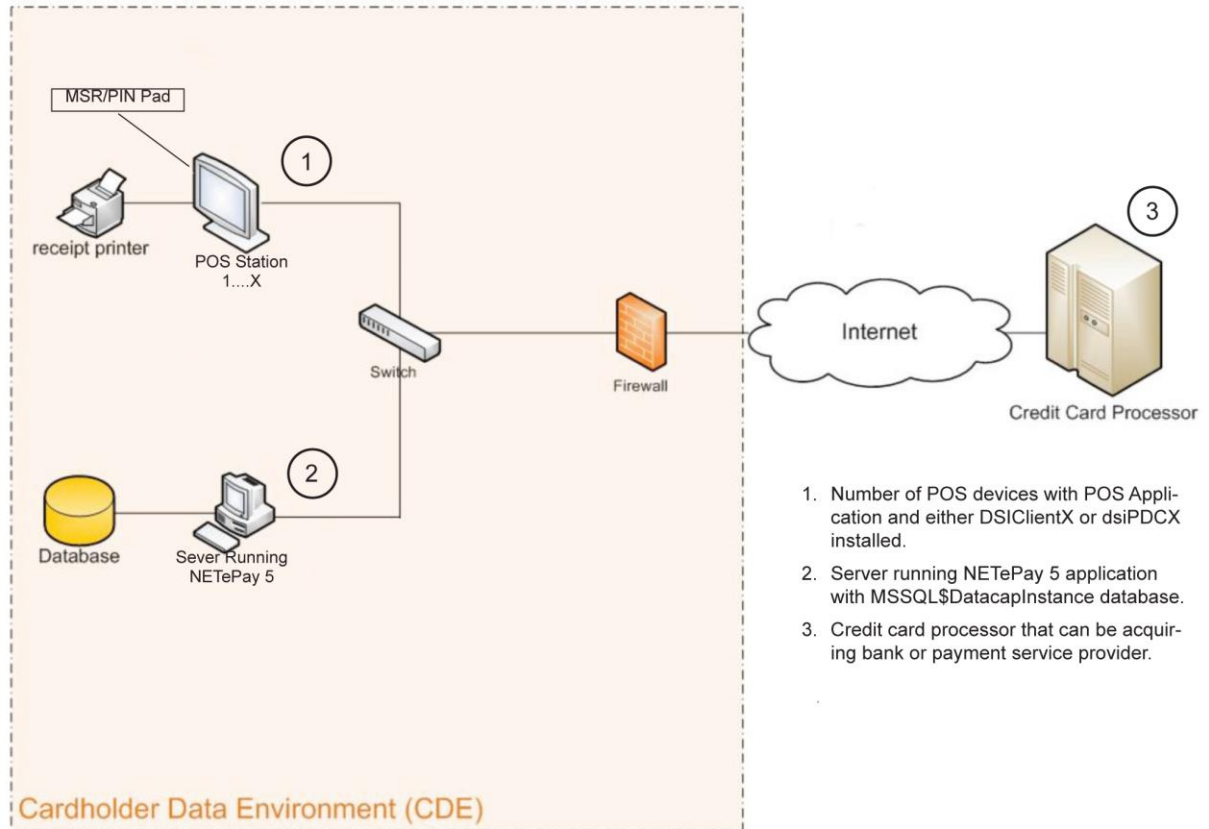 MSR/PIN Pad
1
receipt printer
POS Station
1....X
Switch
Firewall
Internet
3
Credit Card Processor
2
Database
Sever Running
NETePay 5
1. Number of POS devices with POS Appli-
cation and either DSIClientX or dsiPDCX
installed.
2. Server running NETePay 5 application
with MSSQL$DatacapInstance database.
3. Credit card processor that can be acquir-
ing bank or payment service provider.
Cardholder Data Environment (CDE)